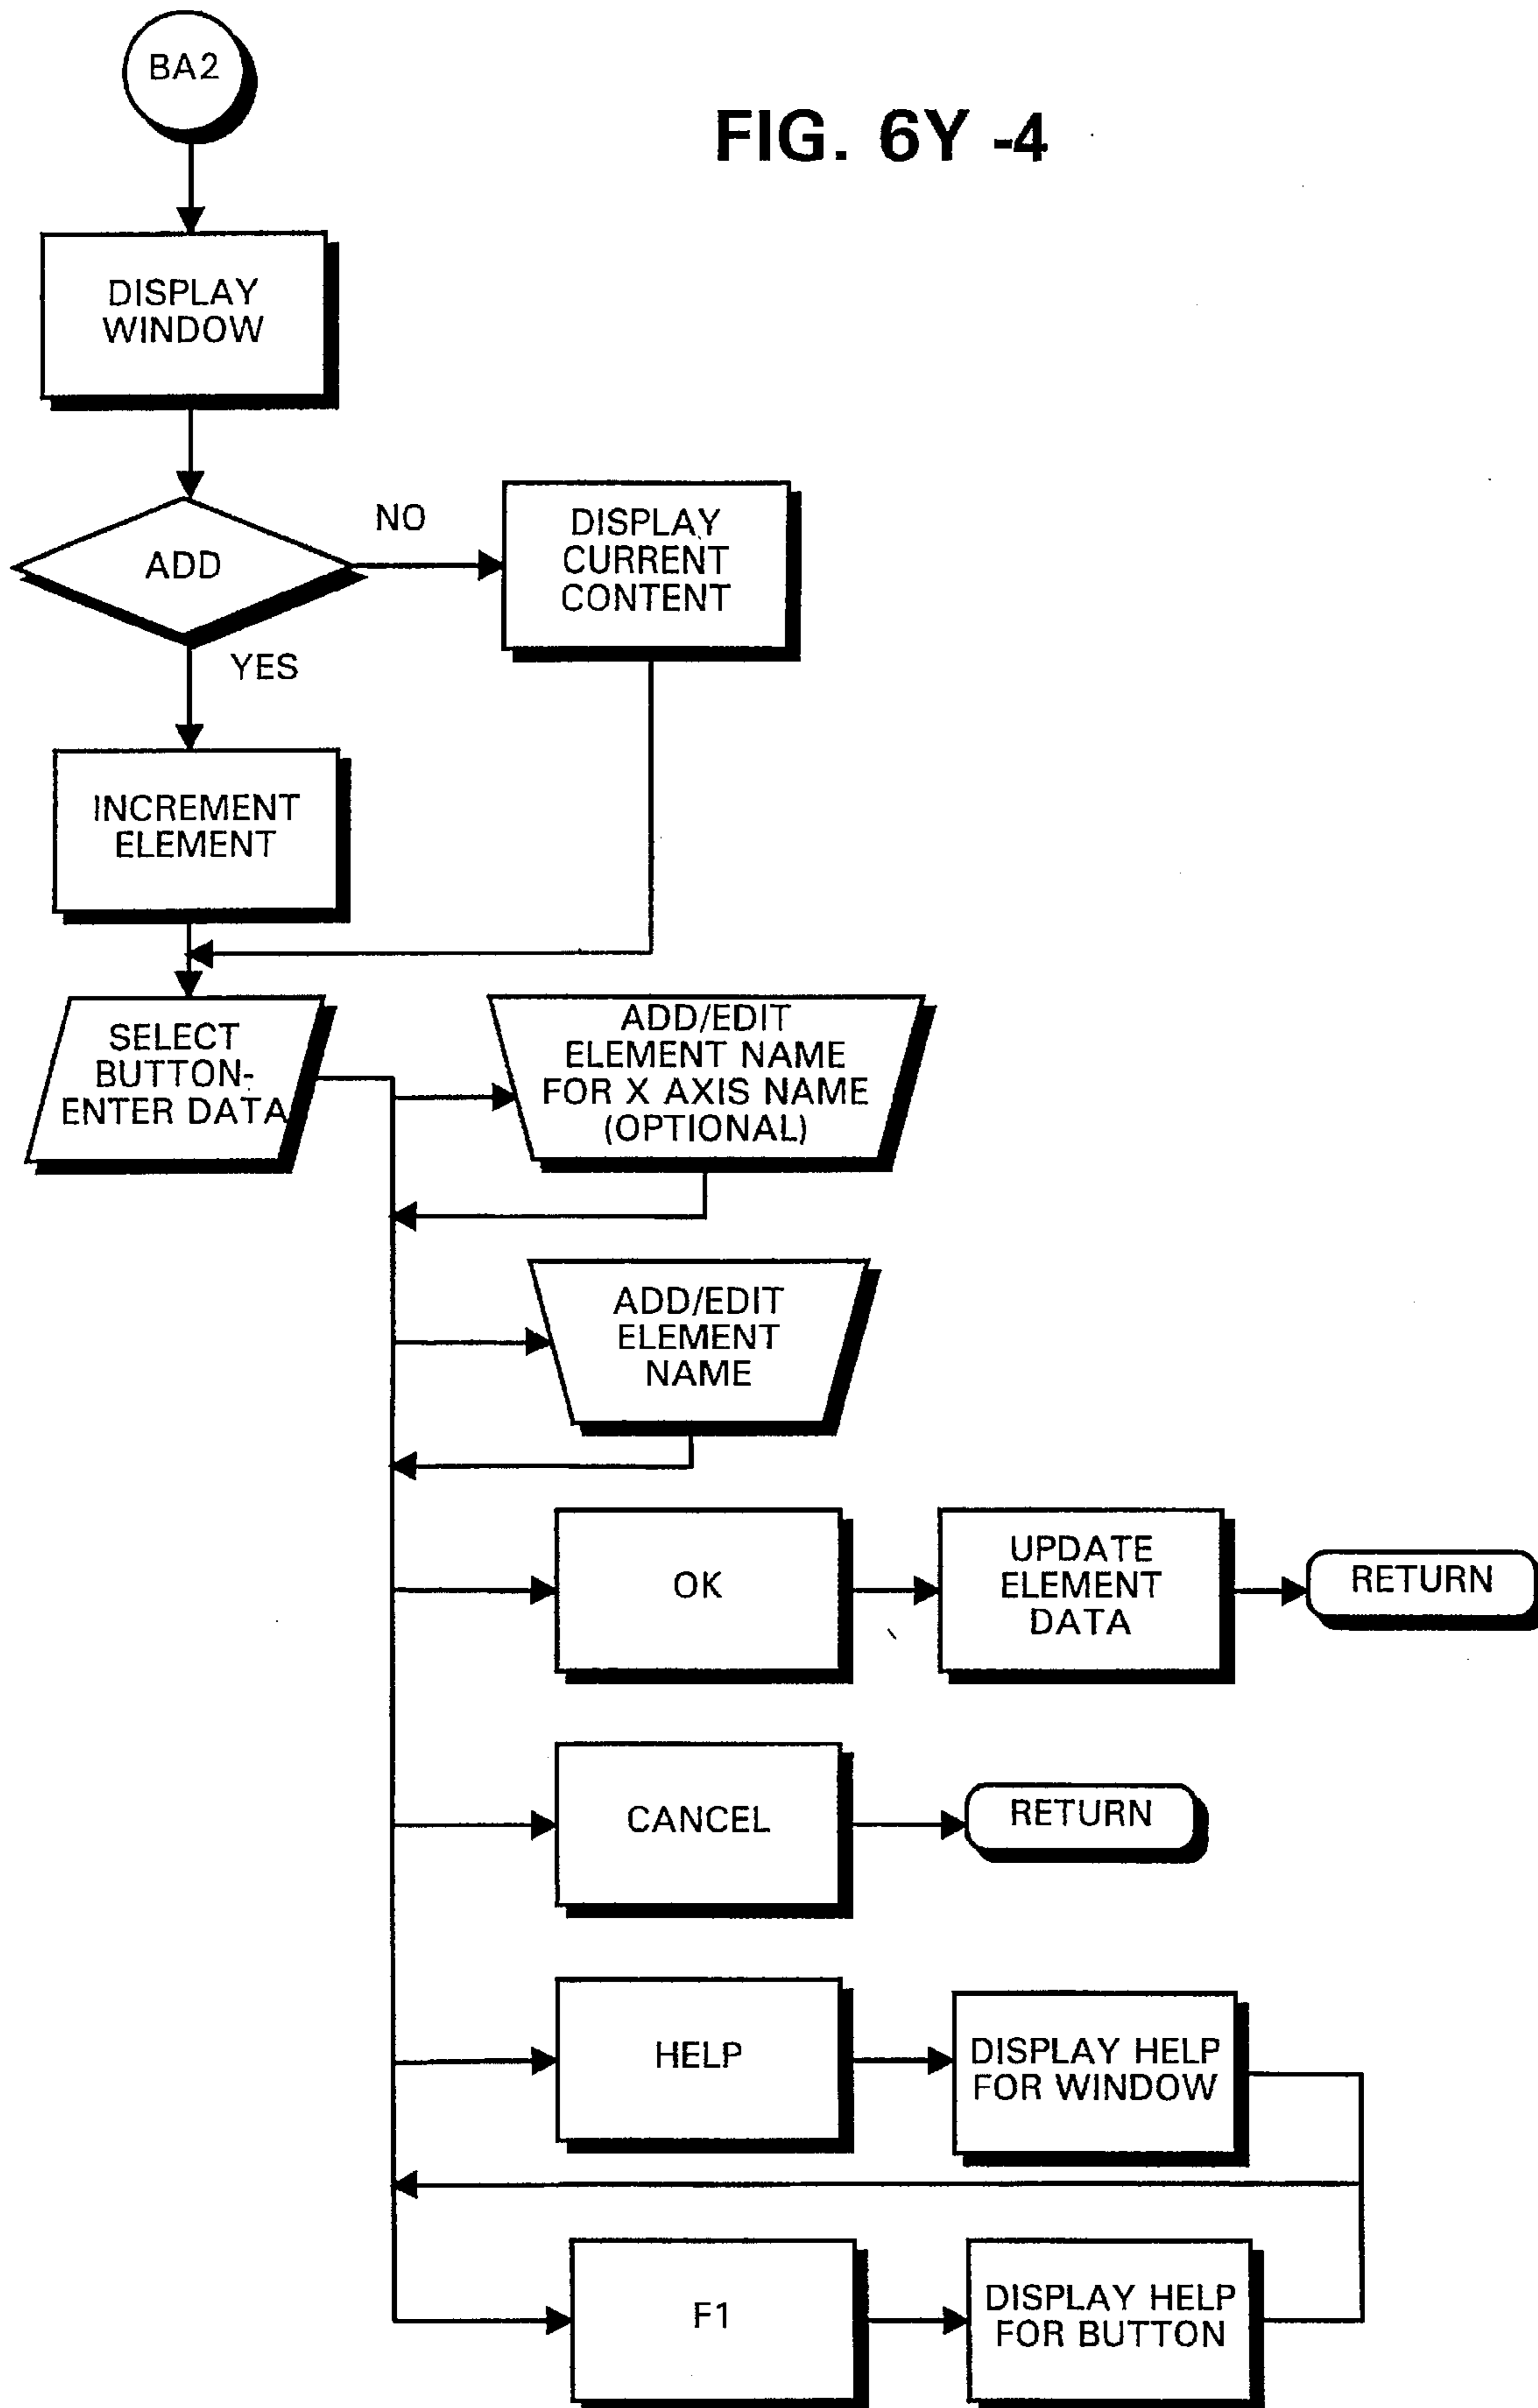 BA2
FIG. 6Y -4
DISPLAY
WINDOW
ADD
NO
DISPLAY
CURRENT
CONTENT
YES
INCREMENT
ELEMENT
SELECT
BUTTON-
ENTER DATA
ADD/EDIT
ELEMENT NAME
FOR X AXIS NAME
(OPTIONAL)
ADD/EDIT
ELEMENT
NAME
OK
UPDATE
ELEMENT
DATA
RETURN
CANCEL
RETURN
HELP
DISPLAY HELP
FOR WINDOW
F1
DISPLAY HELP
FOR BUTTON